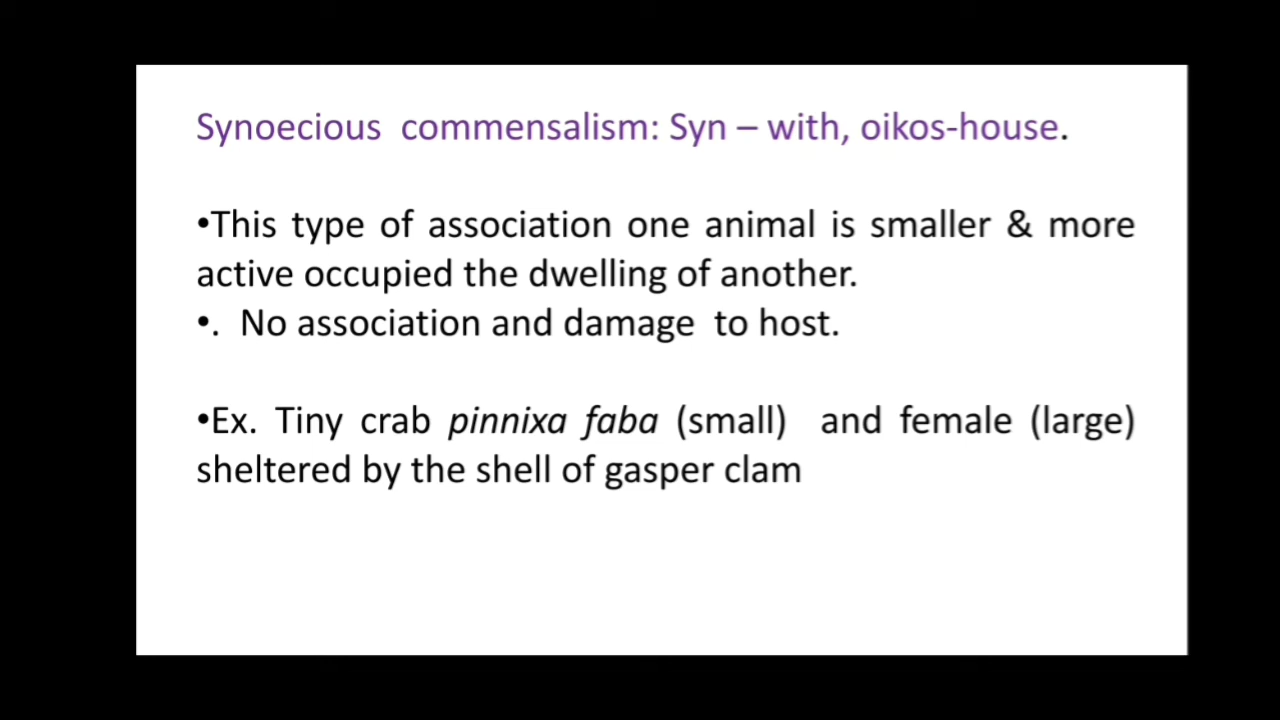 Synoecious commensalism: Syn – with, oikos-house.
•This type of association one animal is smaller & more
active occupied the dwelling of another.
•. No association and damage to host.
•Ex. Tiny crab pinnixa faba (small) and female (large)
sheltered by the shell of gasper clam